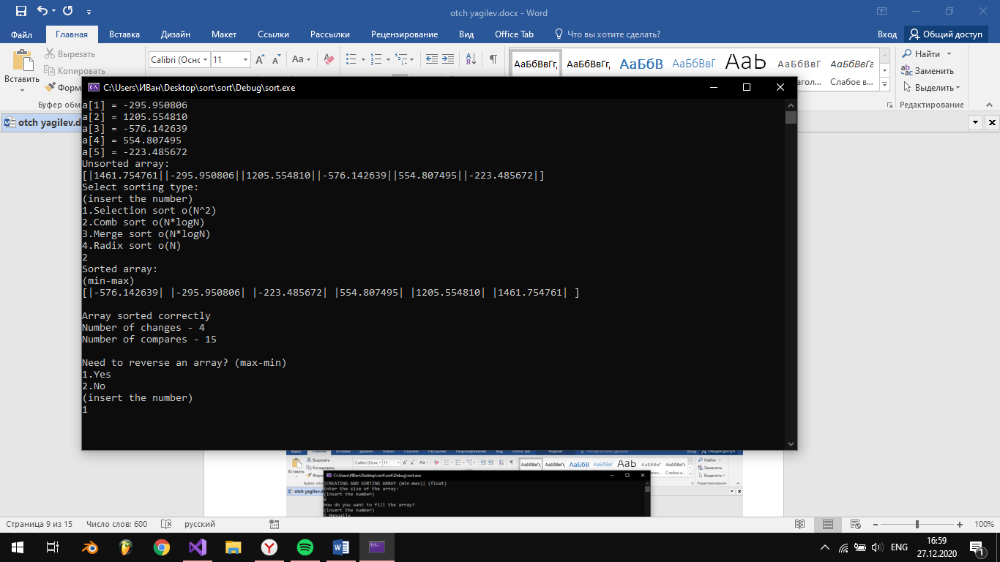 otch yagilev.docx - Word
Файл Главная Вставка Дизайн Макет Ссылки Рассылки Рецензирование Вид Office Tab Что вы хотите сделать? Вход Общий доступ
Вставить
Вырезать
Копировать
Форм
Буфер обм
Calibri (Оснс 11
Аа
АаБбВвГг, АаБбВвГг, АаБбВ АаБбВвГ Aab АаБбВвГ АаБбВвГг
агол... Слабое в...
Найти
Заменить
Выделить
Редактирование
otch yagilev.d
C:\Users\ИВан\Desktop\sort\sort\Debug\sort.exe
a[1] = -295.950806
a[2] = 1205.554810
a[3] = -576.142639
a[4] = 554.807495
a[5] = -223.485672
Unsorted array:
[|1461.754761||-295.950806||1205.554810||-576.142639||554.807495||-223.485672|]
Select sorting type:
(insert the number)
1.Selection sort o(N^2)
2.Comb sort o(N*logN)
3.Merge sort o(N*logN)
4.Radix sort o(N)
2
Sorted array:
(min-max)
[|-576.142639| |-295.950806| |-223.485672| |554.807495| |1205.554810| |1461.754761| ]
Array sorted correctly
Number of changes - 4
Number of compares - 15
Need to reverse an array? (max-min)
1.Yes
2.No
(insert the number)
1
C:\Users\ИВан\Desktop\sort\sort\Debug\sort.exe
|CREATING AND SORTING ARRAY (min-max)| (float)
Enter the size of the array:
(insert the number)
6
How do you want to fill the array?
(insert the number)
1.Manually
Страница 9 из 15 Число слов: 600 русский 100%
ENG
16:59
27.12.2020
1